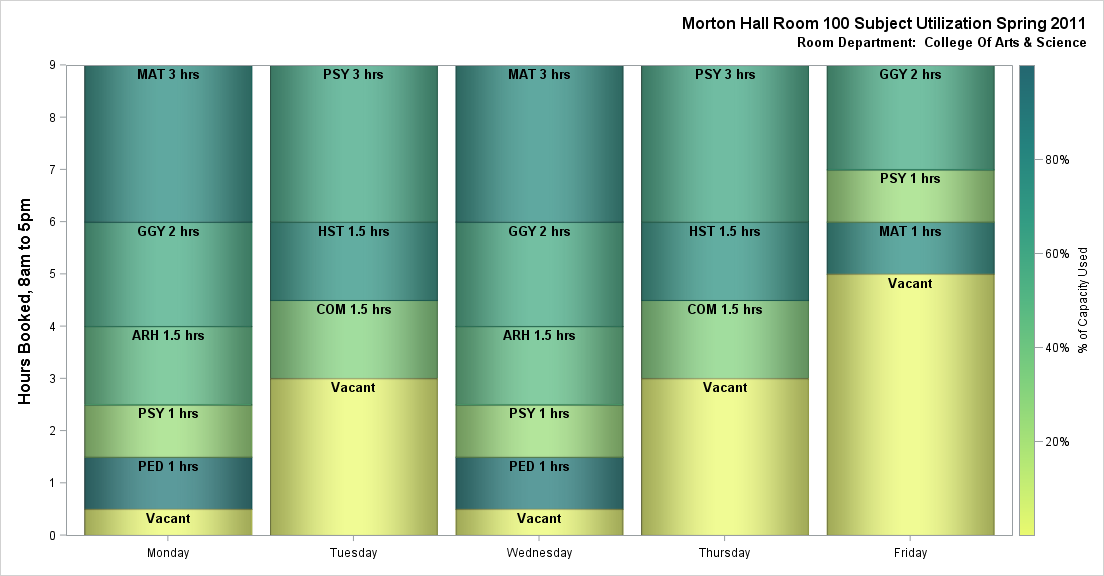 Morton Hall Room 100 Subject Utilization Spring 2011
Room Department:  College Of Arts & Science
Hours Booked, 8am to 5pm
9
8
7
6
5
4
3
2
1
0
MAT 3 hrs
GGY 2 hrs
ARH 1.5 hrs
PSY 1 hrs
PED 1 hrs
Vacant
Monday
PSY 3 hrs
HST 1.5 hrs
COM 1.5 hrs
Vacant
Tuesday
MAT 3 hrs
GGY 2 hrs
ARH 1.5 hrs
PSY 1 hrs
PED 1 hrs
Vacant
Wednesday
PSY 3 hrs
HST 1.5 hrs
COM 1.5 hrs
Vacant
Thursday
GGY 2 hrs
PSY 1 hrs
MAT 1 hrs
Vacant
Friday
80%
60%
40%
20%
% of Capacity Used